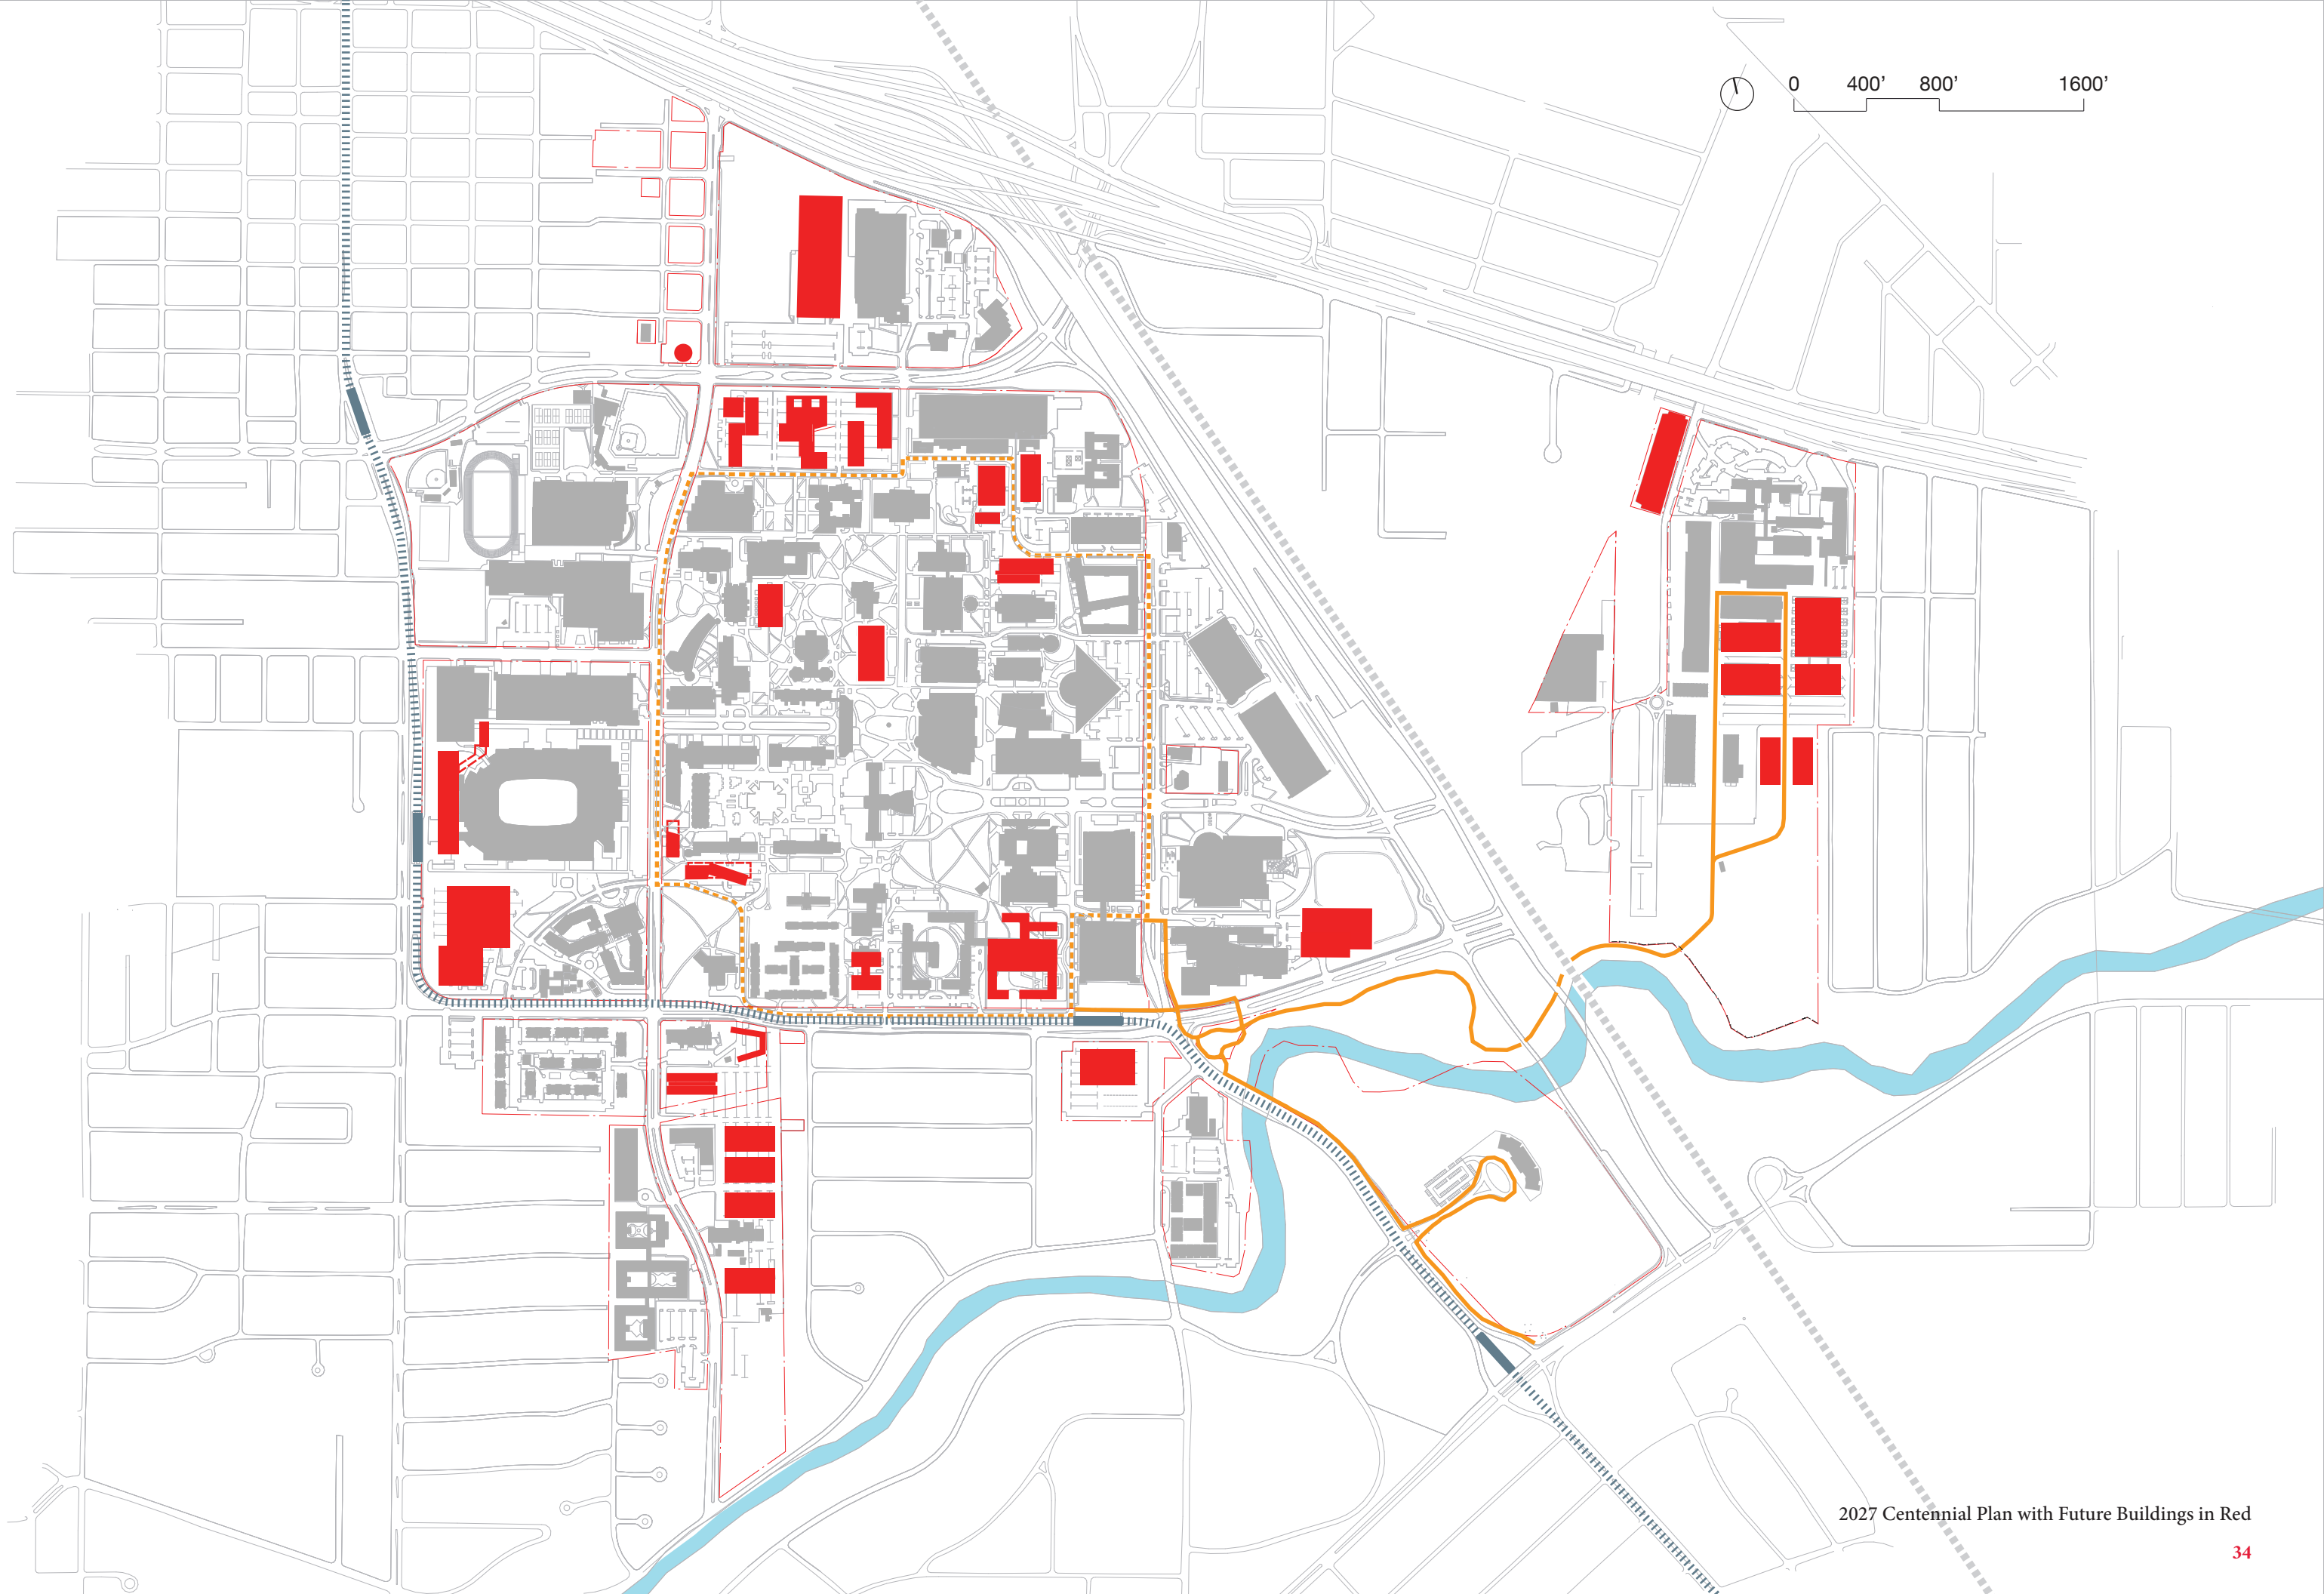 0 400’ 800’ 1600’
2027 Centennial Plan with Future Buildings in Red
34